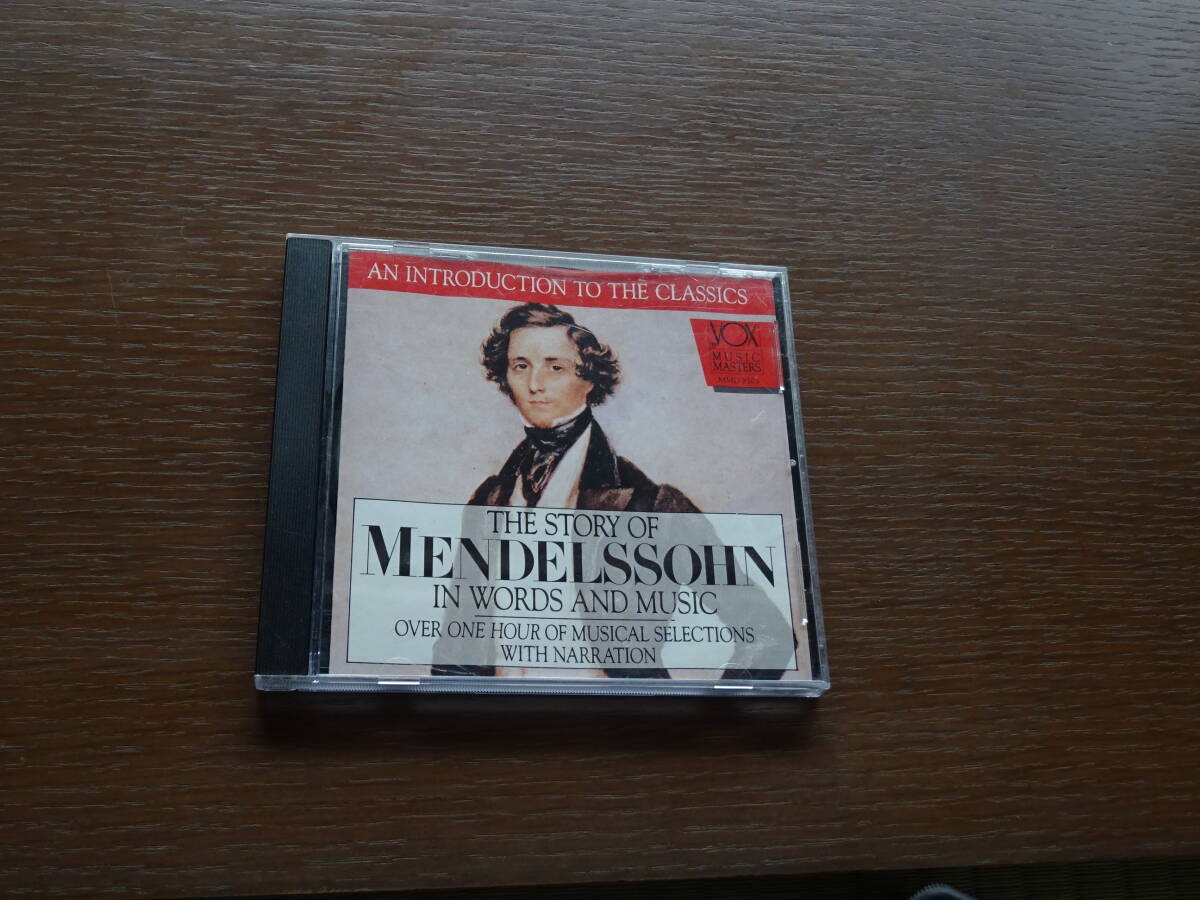 AN INTRODUCTION TO THE CLASSICS
VOX
MUSIC
MASTERS
THE STORY OF
MENDELSSOHN
IN WORDS AND MUSIC
OVER ONE HOUR OF MUSICAL SELECTIONS
WITH NARRATION